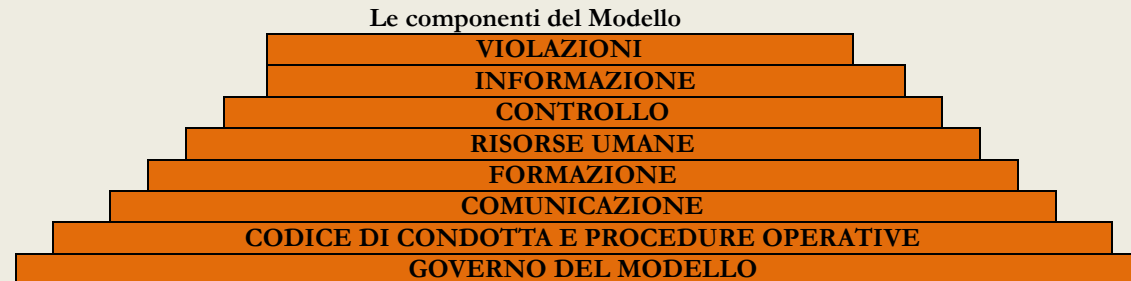 Le componenti del Modello
VIOLAZIONI
INFORMAZIONE
CONTROLLO
RISORSE UMANE
FORMAZIONE
COMUNICAZIONE
CODICE DI CONDOTTA E PROCEDURE OPERATIVE
GOVERNO DEL MODELLO